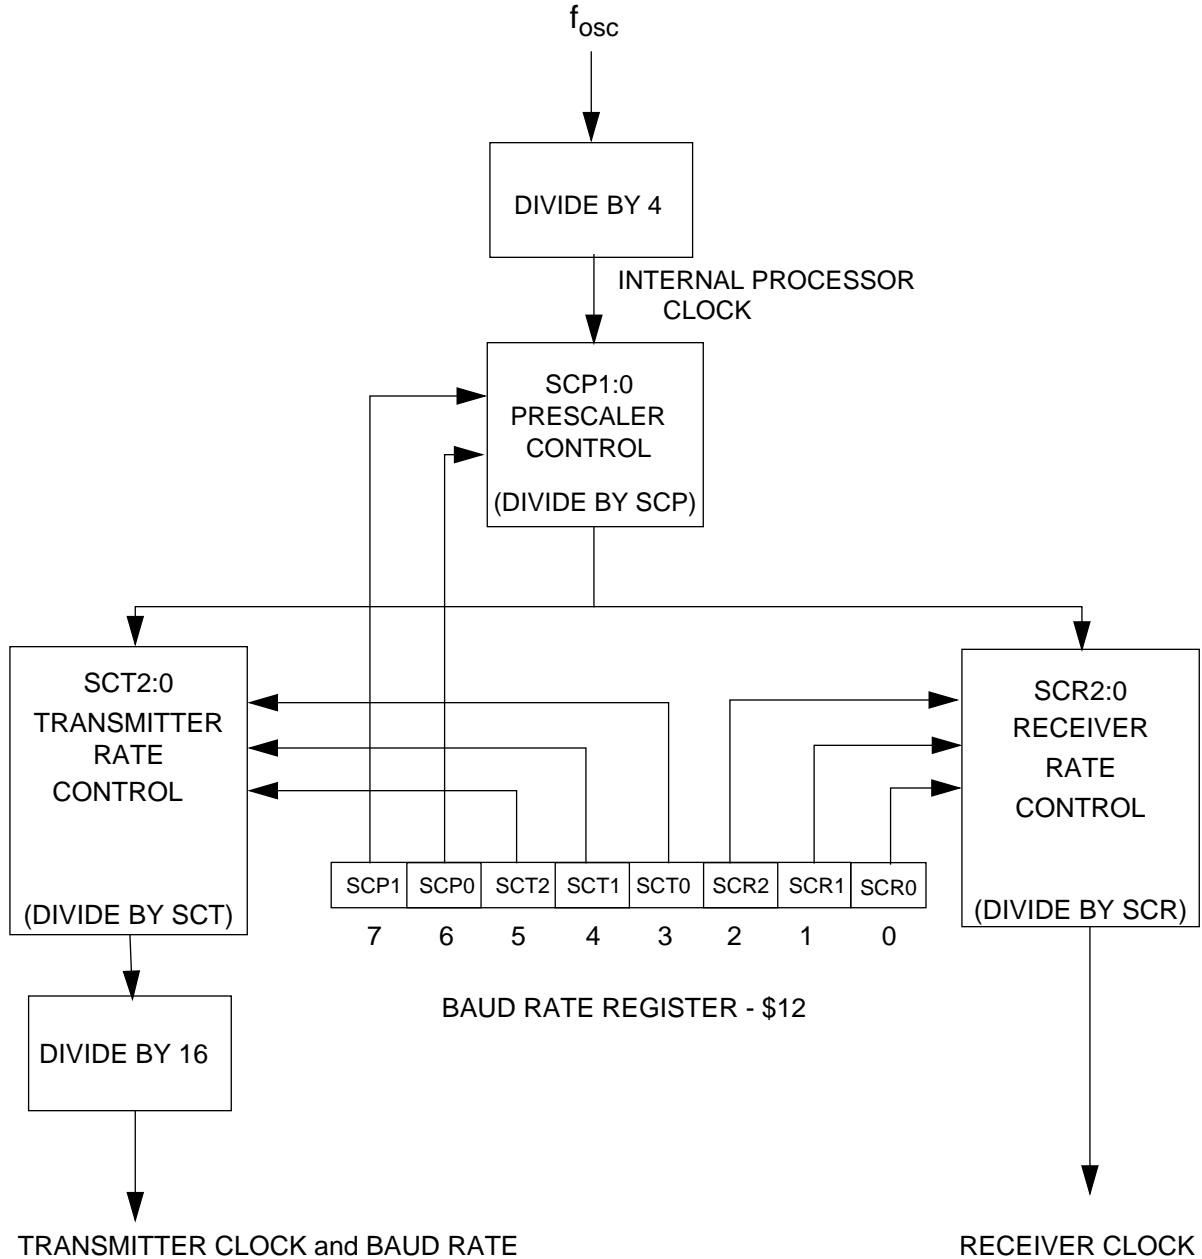 fosc
DIVIDE BY 4
INTERNAL PROCESSOR
CLOCK
SCP1:0
PRESCALER
CONTROL
(DIVIDE BY SCP)
SCT2:0
TRANSMITTER
RATE
CONTROL
(DIVIDE BY SCT)
SCR2:0
RECEIVER
RATE
CONTROL
(DIVIDE BY SCR)
SCP1 SCP0 SCT2 SCT1 SCT0 SCR2 SCR1 SCR0
7 6 5 4 3 2 1 0
BAUD RATE REGISTER - $12
DIVIDE BY 16
TRANSMITTER CLOCK and BAUD RATE
RECEIVER CLOCK